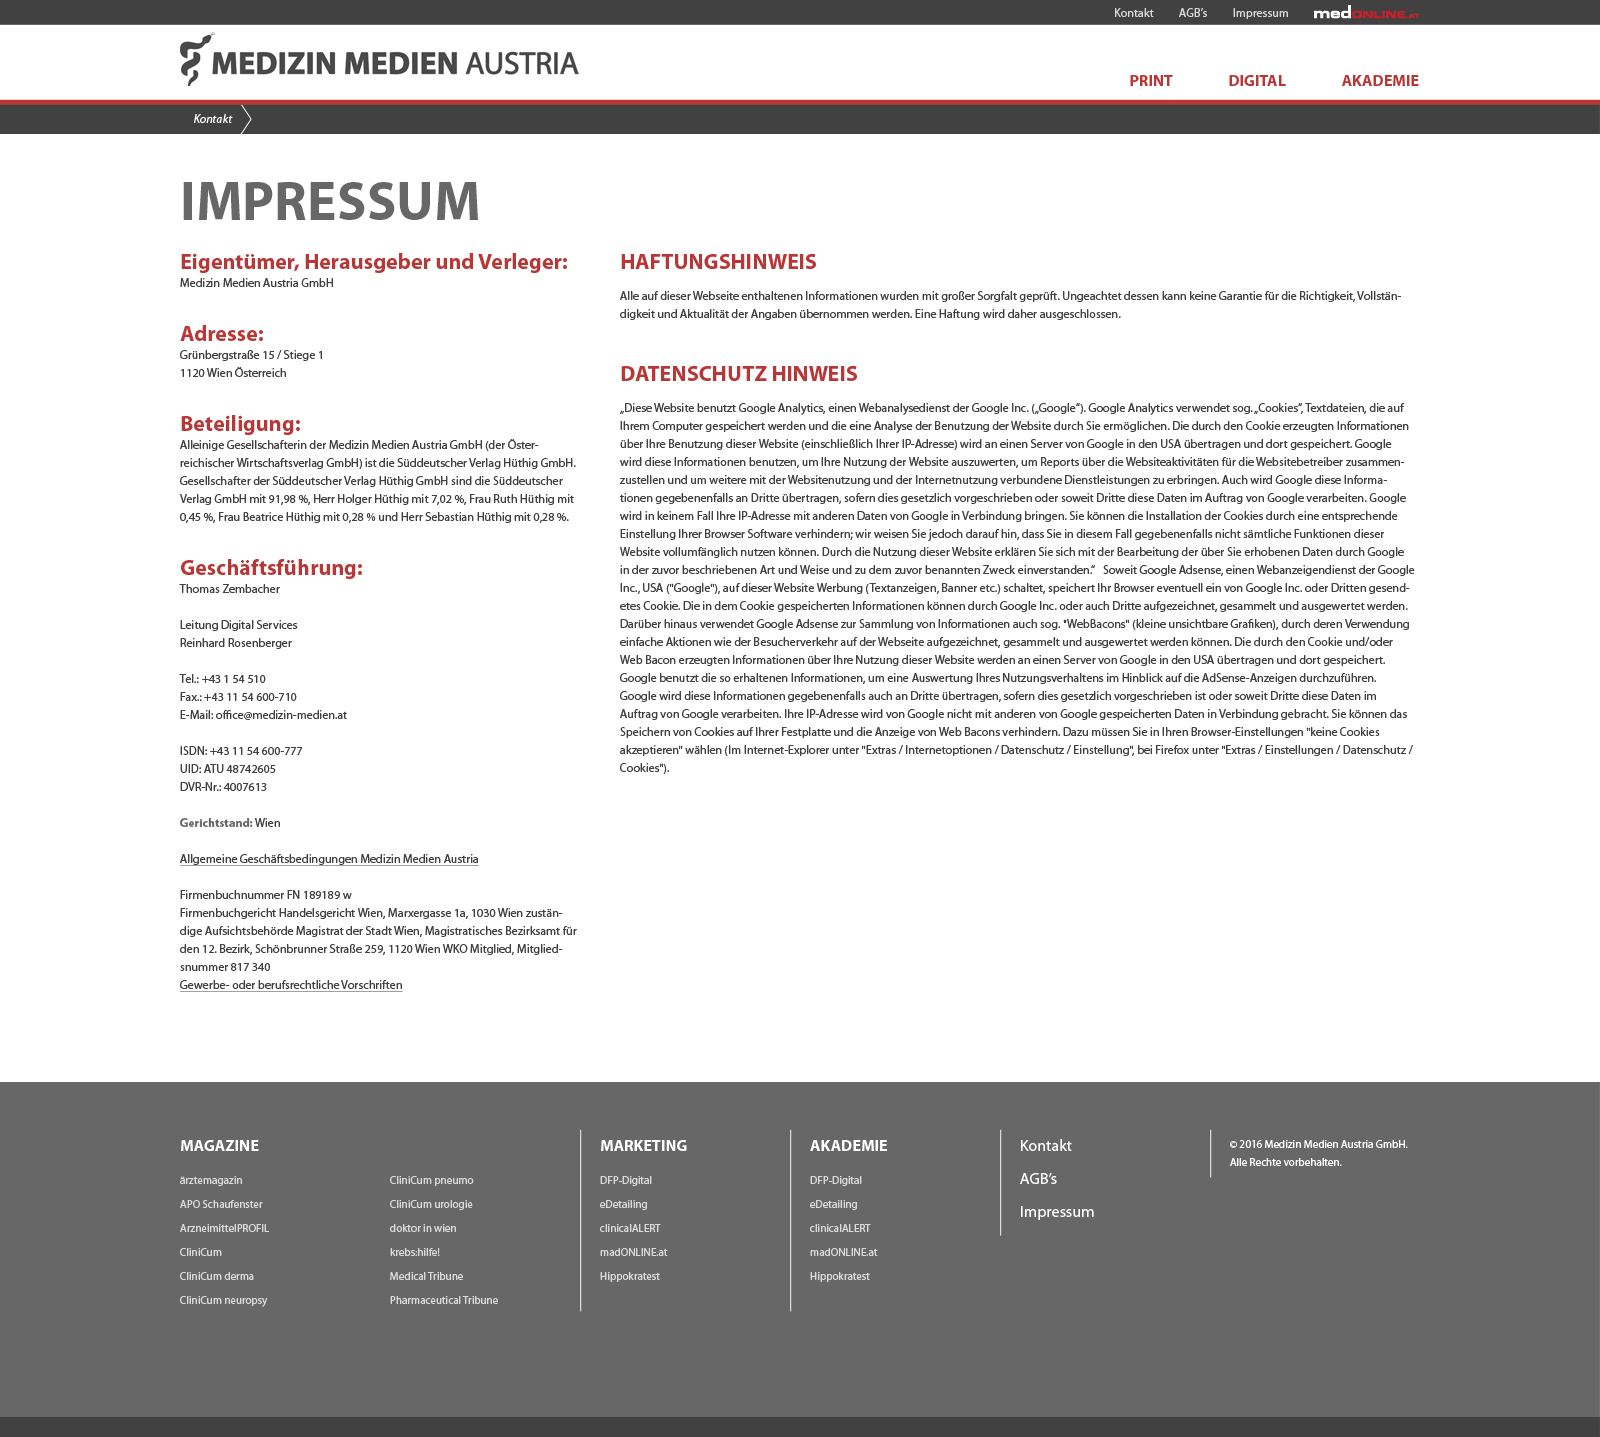 Kontakt AGB's Impressum medONLINE.AT
MEDIZIN MEDIEN AUSTRIA
PRINT DIGITAL AKADEMIE
Kontakt
IMPRESSUM
Eigentümer, Herausgeber und Verleger:
Medizin Medien Austria GmbH
Adresse:
Grünbergstraße 15 / Stiege 1
1120 Wien Österreich
Beteiligung:
Alleinige Gesellschafterin der Medizin Medien Austria GmbH (der Öster-
reichischer Wirtschaftsverlag GmbH) ist die Süddeutscher Verlag Hüthig GmbH.
Gesellschafter der Süddeutscher Verlag Hüthig GmbH sind die Süddeutscher
Verlag GmbH mit 91,98 %, Herr Holger Hüthig mit 7,02 %, Frau Ruth Hüthig mit
0,45 %, Frau Beatrice Hüthig mit 0,28 % und Herr Sebastian Hüthig mit 0,28 %.
Geschäftsführung:
Thomas Zembacher
Leitung Digital Services
Reinhard Rosenberger
Tel.: +43 1 54 510
Fax.: +43 11 54 600-710
E-Mail: office@medizin-medien.at
ISDN: +43 11 54 600-777
UID: ATU 48742605
DVR-Nr.: 4007613
Gerichtstand: Wien
Allgemeine Geschäftsbedingungen Medizin Medien Austria
Firmenbuchnummer FN 189189 w
Firmenbuchgericht Handelsgericht Wien, Marxergasse 1a, 1030 Wien zustän-
dige Aufsichtsbehörde Magistrat der Stadt Wien, Magistratisches Bezirksamt für
den 12. Bezirk, Schönbrunner Straße 259, 1120 Wien WKO Mitglied, Mitglied-
snummer 817 340
Gewerbe- oder berufsrechtliche Vorschriften
HAFTUNGSHINWEIS
Alle auf dieser Webseite enthaltenen Informationen wurden mit großer Sorgfalt geprüft. Ungeachtet dessen kann keine Garantie für die Richtigkeit, Vollstän-
digkeit und Aktualität der Angaben übernommen werden. Eine Haftung wird daher ausgeschlossen.
DATENSCHUTZ HINWEIS
„Diese Website benutzt Google Analytics, einen Webanalysedienst der Google Inc. („Google“). Google Analytics verwendet sog. „Cookies“, Textdateien, die auf
Ihrem Computer gespeichert werden und die eine Analyse der Benutzung der Website durch Sie ermöglichen. Die durch den Cookie erzeugten Informationen
über Ihre Benutzung dieser Website (einschließlich Ihrer IP-Adresse) wird an einen Server von Google in den USA übertragen und dort gespeichert. Google
wird diese Informationen benutzen, um Ihre Nutzung der Website auszuwerten, um Reports über die Websiteaktivitäten für die Websitebetreiber zusammen-
zustellen und um weitere mit der Websitenutzung und der Internetnutzung verbundene Dienstleistungen zu erbringen. Auch wird Google diese Informa-
tionen gegebenenfalls an Dritte übertragen, sofern dies gesetzlich vorgeschrieben oder soweit Dritte diese Daten im Auftrag von Google verarbeiten. Google
wird in keinem Fall Ihre IP-Adresse mit anderen Daten von Google in Verbindung bringen. Sie können die Installation der Cookies durch eine entsprechende
Einstellung Ihrer Browser Software verhindern; wir weisen Sie jedoch darauf hin, dass Sie in diesem Fall gegebenenfalls nicht sämtliche Funktionen dieser
Website vollumfänglich nutzen können. Durch die Nutzung dieser Website erklären Sie sich mit der Bearbeitung der über Sie erhobenen Daten durch Google
in der zuvor beschriebenen Art und Weise und zu dem zuvor benannten Zweck einverstanden.“ Soweit Google Adsense, einen Webanzeigendienst der Google
Inc., USA ("Google"), auf dieser Website Werbung (Textanzeigen, Banner etc.) schaltet, speichert Ihr Browser eventuell ein von Google Inc. oder Dritten gesend-
etes Cookie. Die in dem Cookie gespeicherten Informationen können durch Google Inc. oder auch Dritte aufgezeichnet, gesammelt und ausgewertet werden.
Darüber hinaus verwendet Google Adsense zur Sammlung von Informationen auch sog. "WebBacons" (kleine unsichtbare Grafiken), durch deren Verwendung
einfache Aktionen wie der Besucherverkehr auf der Webseite aufgezeichnet, gesammelt und ausgewertet werden können. Die durch den Cookie und/oder
Web Bacon erzeugten Informationen über Ihre Nutzung dieser Website werden an einen Server von Google in den USA übertragen und dort gespeichert.
Google benutzt die so erhaltenen Informationen, um eine Auswertung Ihres Nutzungsverhaltens im Hinblick auf die AdSense-Anzeigen durchzuführen.
Google wird diese Informationen gegebenenfalls auch an Dritte übertragen, sofern dies gesetzlich vorgeschrieben ist oder soweit Dritte diese Daten im
Auftrag von Google verarbeiten. Ihre IP-Adresse wird von Google nicht mit anderen von Google gespeicherten Daten in Verbindung gebracht. Sie können das
Speichern von Cookies auf Ihrer Festplatte und die Anzeige von Web Bacons verhindern. Dazu müssen Sie in Ihren Browser-Einstellungen "keine Cookies
akzeptieren" wählen (Im Internet-Explorer unter "Extras / Internetoptionen / Datenschutz / Einstellung", bei Firefox unter "Extras / Einstellungen / Datenschutz /
Cookies").
MAGAZINE
ärztemagazin
APO Schaufenster
ArzneimittelPROFIL
CliniCum
CliniCum derma
CliniCum neuropsy
CliniCum pneumo
CliniCum urologie
doktor in wien
krebs:hilfe!
Medical Tribune
Pharmaceutical Tribune
MARKETING
DFP-Digital
eDetailing
clinicalALERT
madONLINE.at
Hippokratest
AKADEMIE
DFP-Digital
eDetailing
clinicalALERT
madONLINE.at
Hippokratest
Kontakt
AGB's
Impressum
© 2016 Medizin Medien Austria GmbH.
Alle Rechte vorbehalten.